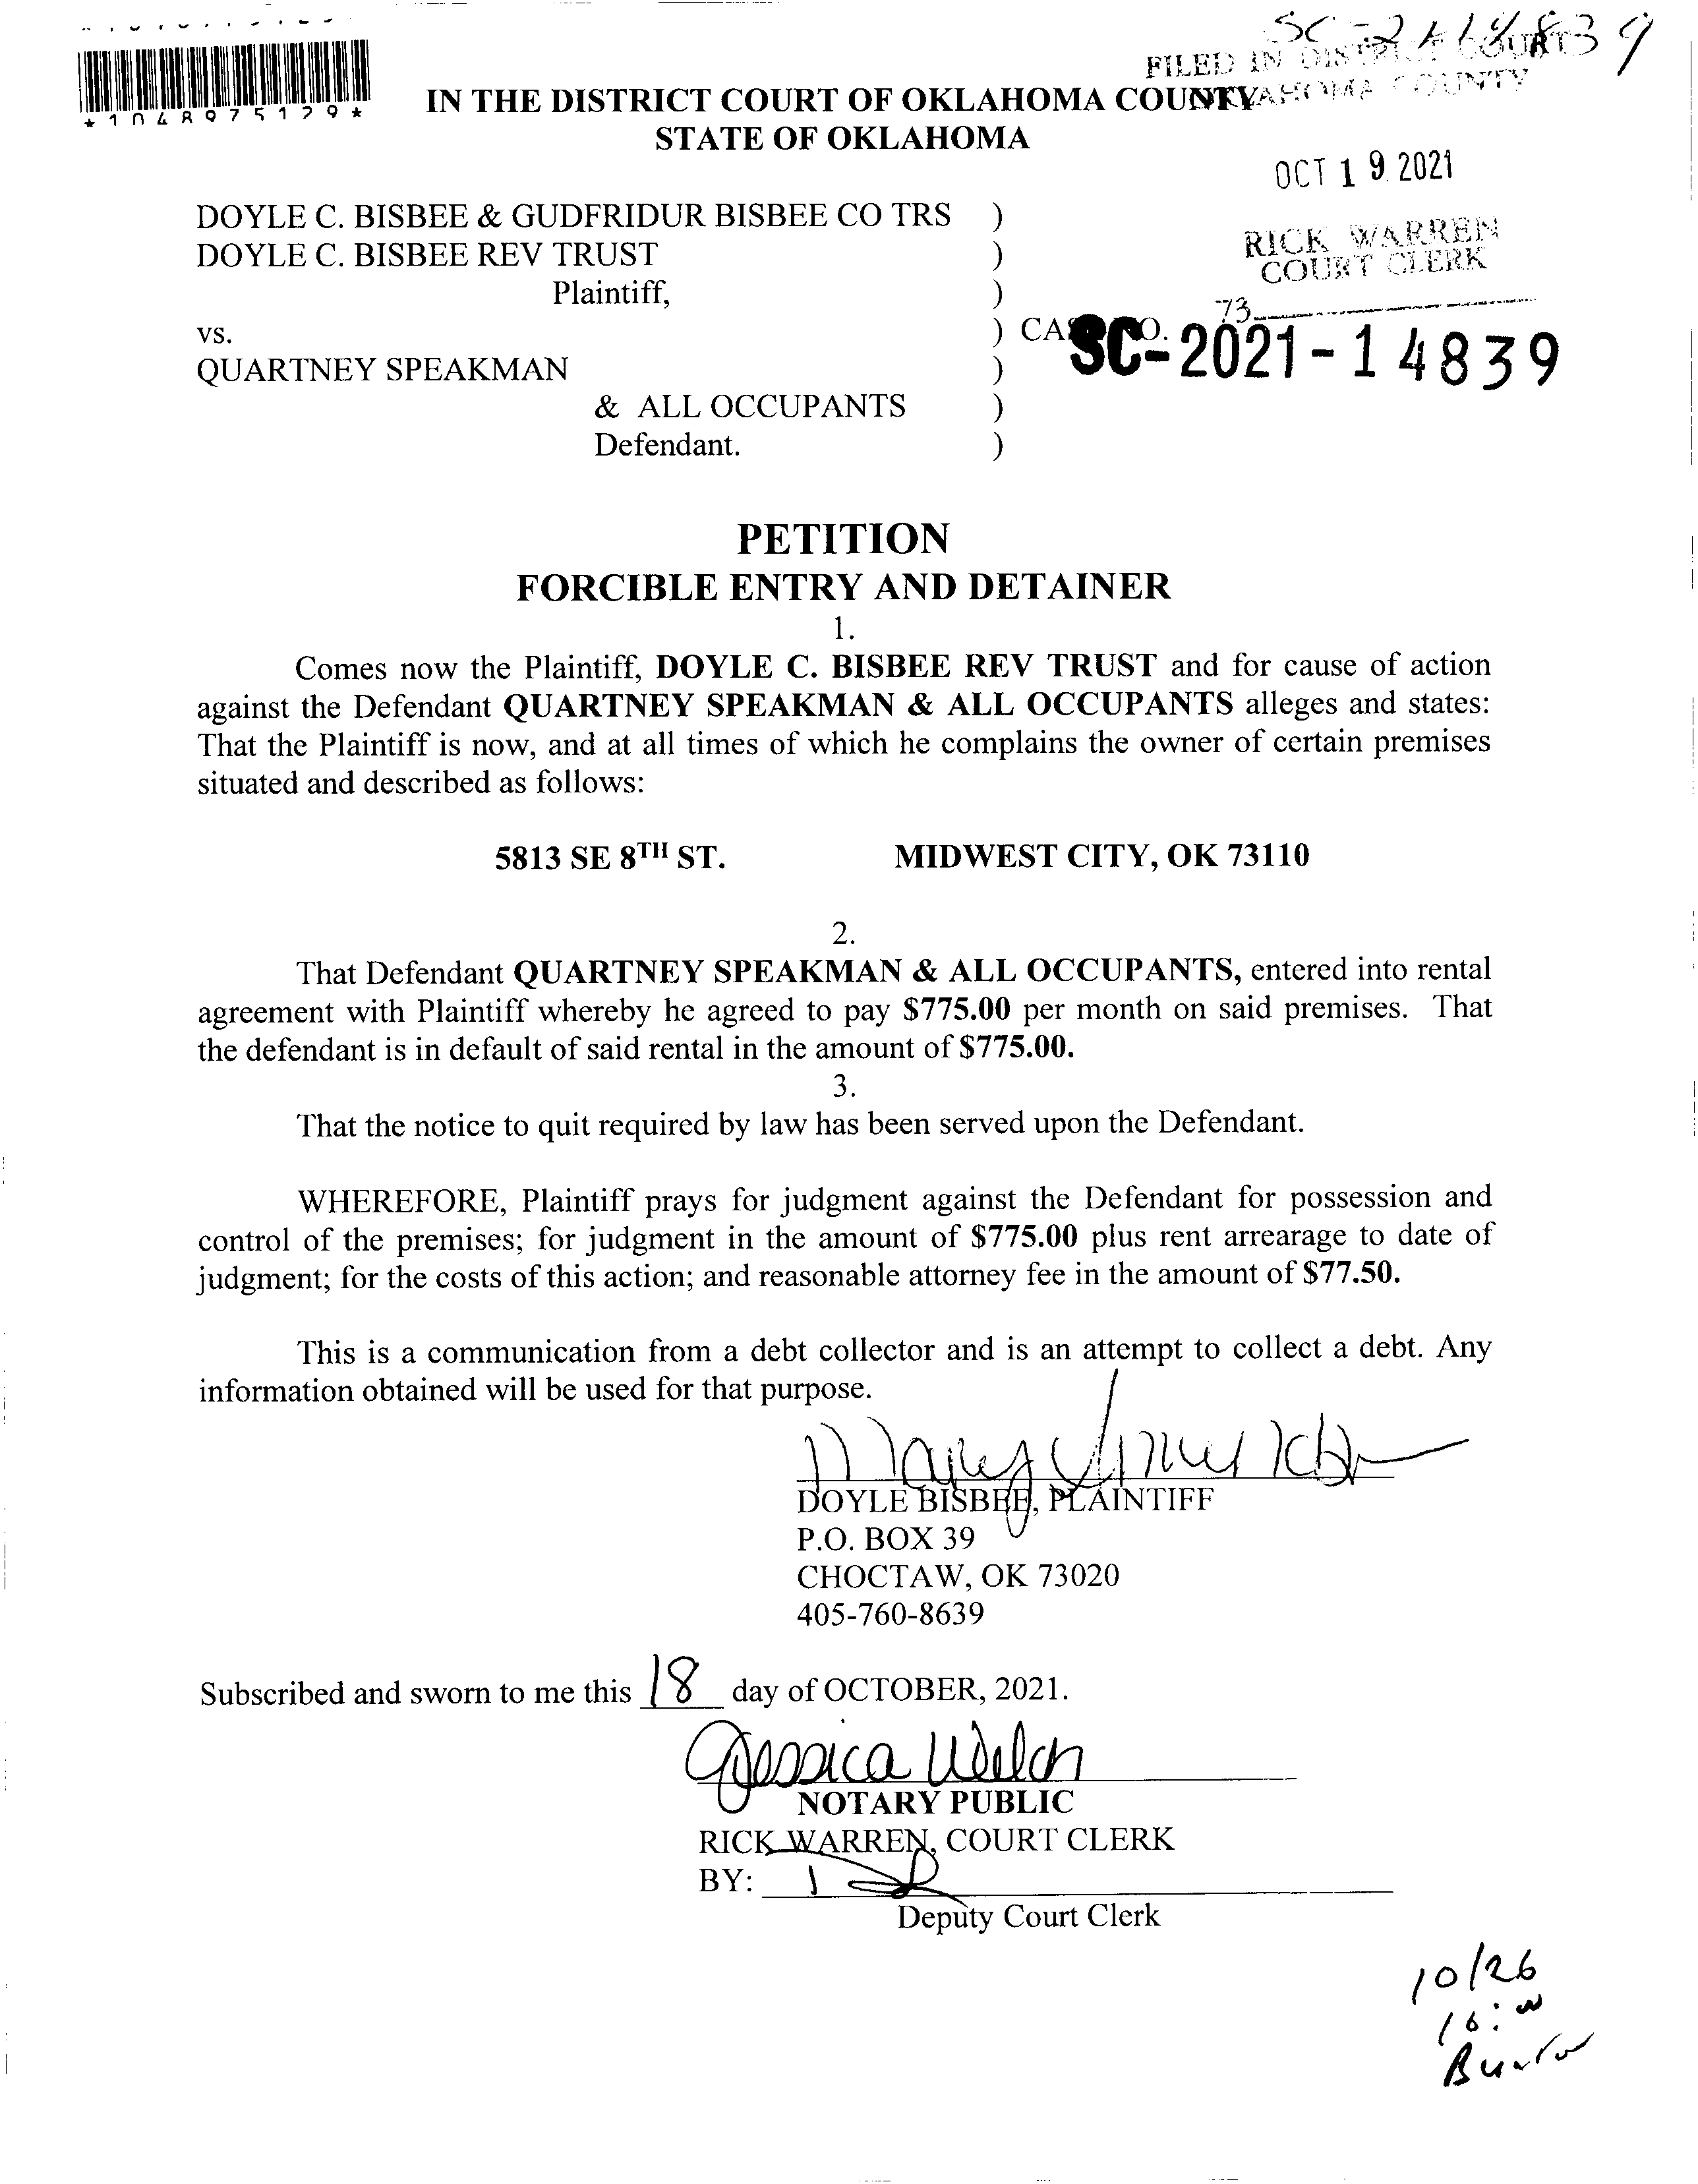 SC-21-14839
FILED IN DISTRICT COURT
OKLAHOMA COUNTY
*1048975129*
IN THE DISTRICT COURT OF OKLAHOMA COUNTY
STATE OF OKLAHOMA
OCT 19 2021
RICK WARREN
COURT CLERK
73
DOYLE C. BISBEE & GUDFRIDUR BISBEE CO TRS )
DOYLE C. BISBEE REV TRUST )
Plaintiff, )
vs. ) CASE NO. SC-2021-14839
QUARTNEY SPEAKMAN )
& ALL OCCUPANTS )
Defendant. )
PETITION
FORCIBLE ENTRY AND DETAINER
1.
Comes now the Plaintiff, DOYLE C. BISBEE REV TRUST and for cause of action
against the Defendant QUARTNEY SPEAKMAN & ALL OCCUPANTS alleges and states:
That the Plaintiff is now, and at all times of which he complains the owner of certain premises
situated and described as follows:
5813 SE 8TH ST. MIDWEST CITY, OK 73110
2.
That Defendant QUARTNEY SPEAKMAN & ALL OCCUPANTS, entered into rental
agreement with Plaintiff whereby he agreed to pay $775.00 per month on said premises. That
the defendant is in default of said rental in the amount of $775.00.
3.
That the notice to quit required by law has been served upon the Defendant.
WHEREFORE, Plaintiff prays for judgment against the Defendant for possession and
control of the premises; for judgment in the amount of $775.00 plus rent arrearage to date of
judgment; for the costs of this action; and reasonable attorney fee in the amount of $77.50.
This is a communication from a debt collector and is an attempt to collect a debt. Any
information obtained will be used for that purpose.
DOYLE BISBEE, PLAINTIFF
P.O. BOX 39
CHOCTAW, OK 73020
405-760-8639
Subscribed and sworn to me this 18 day of OCTOBER, 2021.
Jessica Welch
NOTARY PUBLIC
RICK WARREN, COURT CLERK
BY:
Deputy Court Clerk
10/26